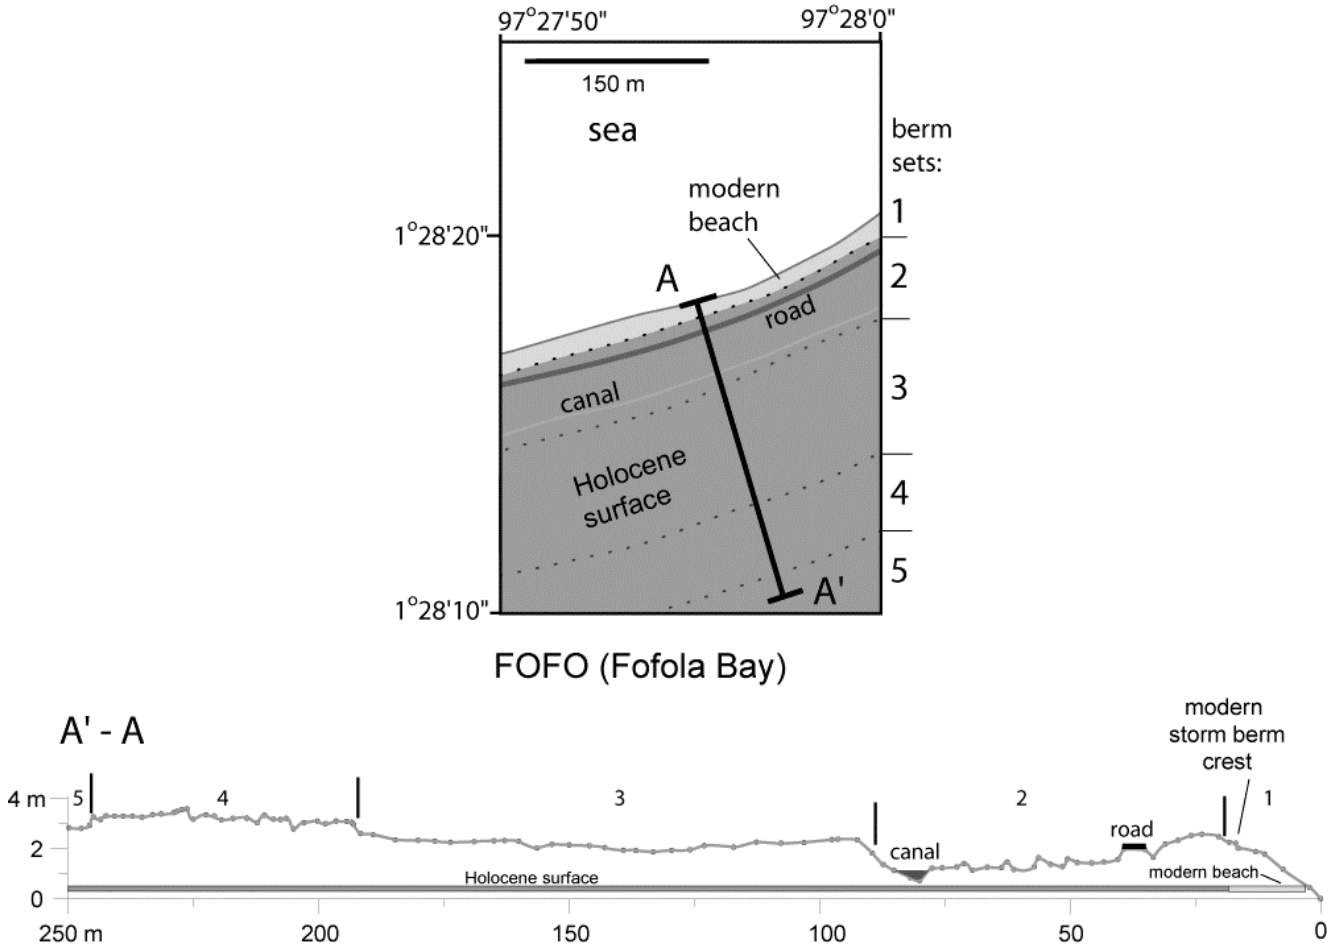 97°27'50"
97°28'0"
150 m
sea
berm
sets:
modern
beach
1
1°28'20"
2
A
road
3
canal
Holocene
surface
4
5
A'
1°28'10"
FOFO (Fofola Bay)
A' - A
modern
storm berm
crest
4 m
5
4
3
2
1
road
2
canal
modern beach
Holocene surface
0
250 m
200
150
100
50
0